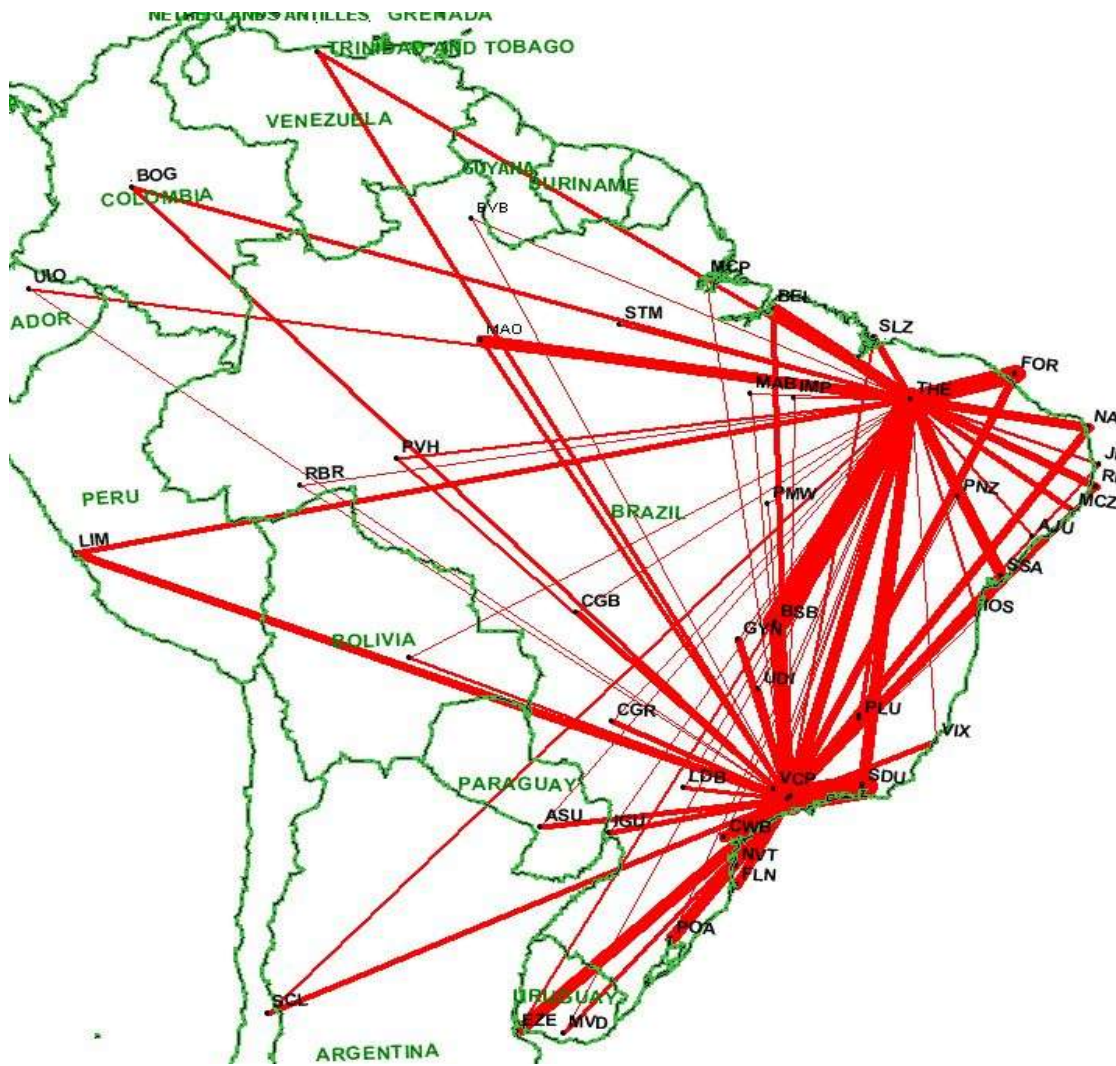 NETHERLANDS ANTILLES GRENADA
TRINIDAD AND TOBAGO
VENEZUELA
GUYANA
SURINAME
BOG
COLOMBIA
BVB
MCP
UIO
BEL
STM
ADOR
MAO
SLZ
FOR
MAB
IMP
THE
NA
PVH
RBR
J
R
PERU
PNZ
PMW
MCZ
BRAZIL
LIM
AJU
SSA
CGB
BSB
IOS
GYN
BOLIVIA
UDI
CGR
PLU
VIX
PARAGUAY
LDB
VCP
SDU
ASU
IGU
CWB
NVT
FLN
POA
SCL
URUGUAY
EZE
MVD
ARGENTINA